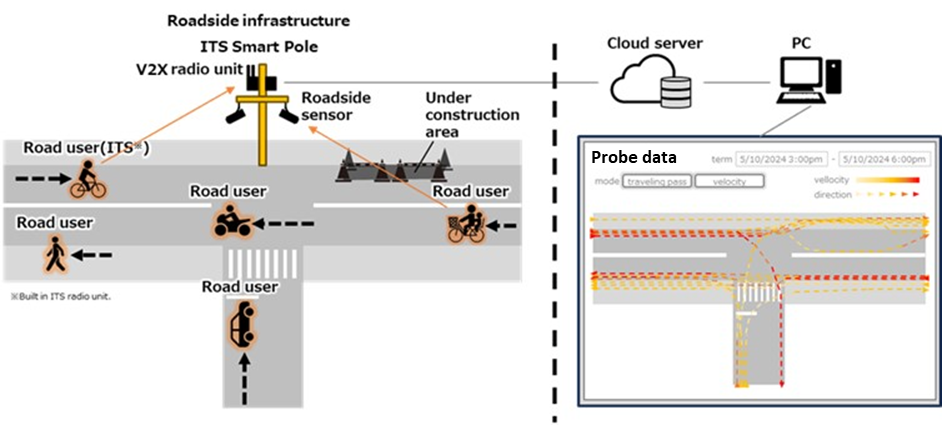 Roadside infrastructure
ITS Smart Pole
V2X radio unit
Roadside
sensor
Under
construction
area
Road user(ITS※)
Road user
Road user
Road user
Road user
※Built in ITS radio unit.
Cloud server
PC
Probe data
term 5/10/2024 3:00pm - 5/10/2024 6:00pm
mode traveling pass velocity
vellocity
direction